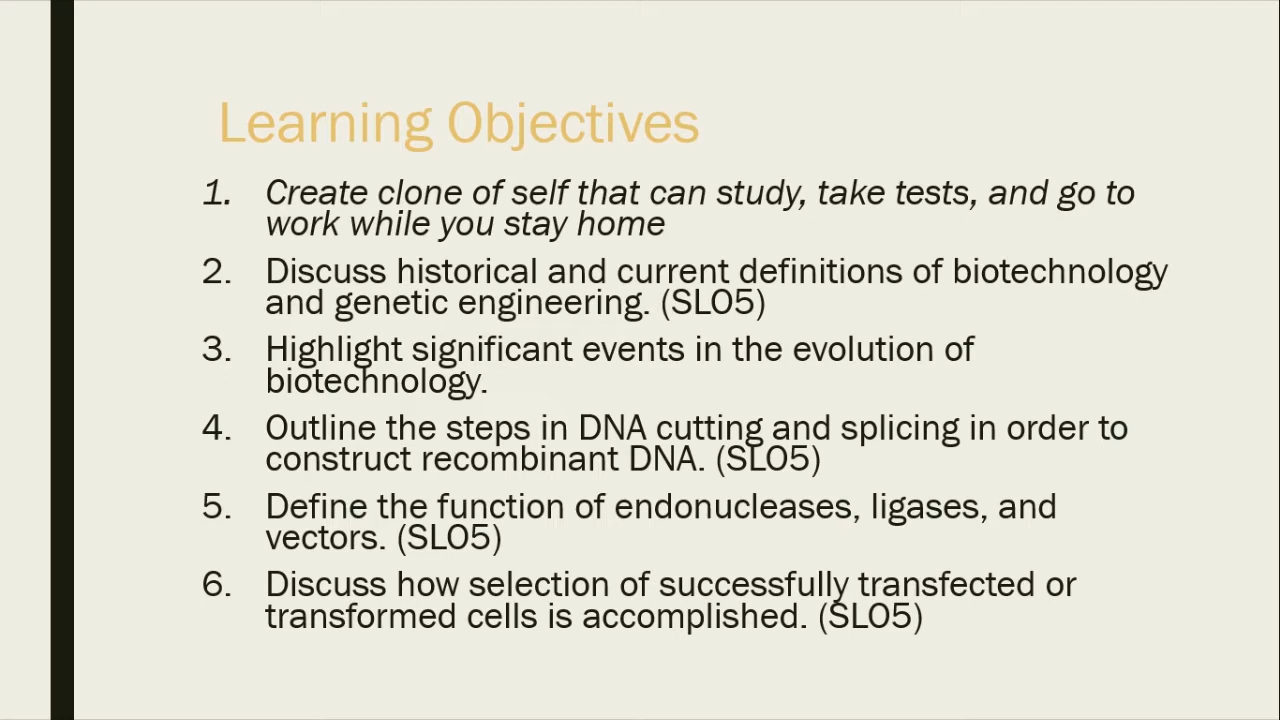 Learning Objectives
1. Create clone of self that can study, take tests, and go to
work while you stay home
2. Discuss historical and current definitions of biotechnology
and genetic engineering. (SLO5)
3. Highlight significant events in the evolution of
biotechnology.
4. Outline the steps in DNA cutting and splicing in order to
construct recombinant DNA. (SLO5)
5. Define the function of endonucleases, ligases, and
vectors. (SLO5)
6. Discuss how selection of successfully transfected or
transformed cells is accomplished. (SLO5)